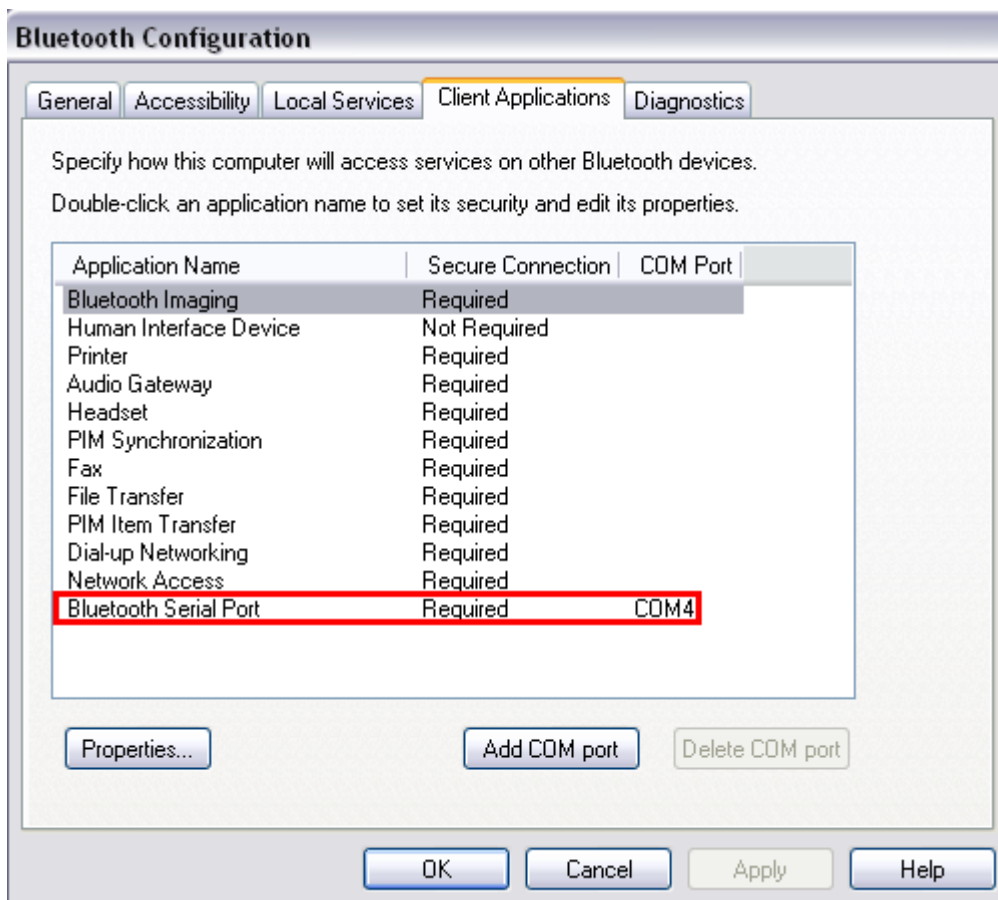 Bluetooth Configuration
General Accessibility Local Services Client Applications Diagnostics
Specify how this computer will access services on other Bluetooth devices.
Double-click an application name to set its security and edit its properties.
Application Name Secure Connection COM Port
Bluetooth Imaging Required
Human Interface Device Not Required
Printer Required
Audio Gateway Required
Headset Required
PIM Synchronization Required
Fax Required
File Transfer Required
PIM Item Transfer Required
Dial-up Networking Required
Network Access Required
Bluetooth Serial Port Required COM4
Properties... Add COM port Delete COM port
OK Cancel Apply Help